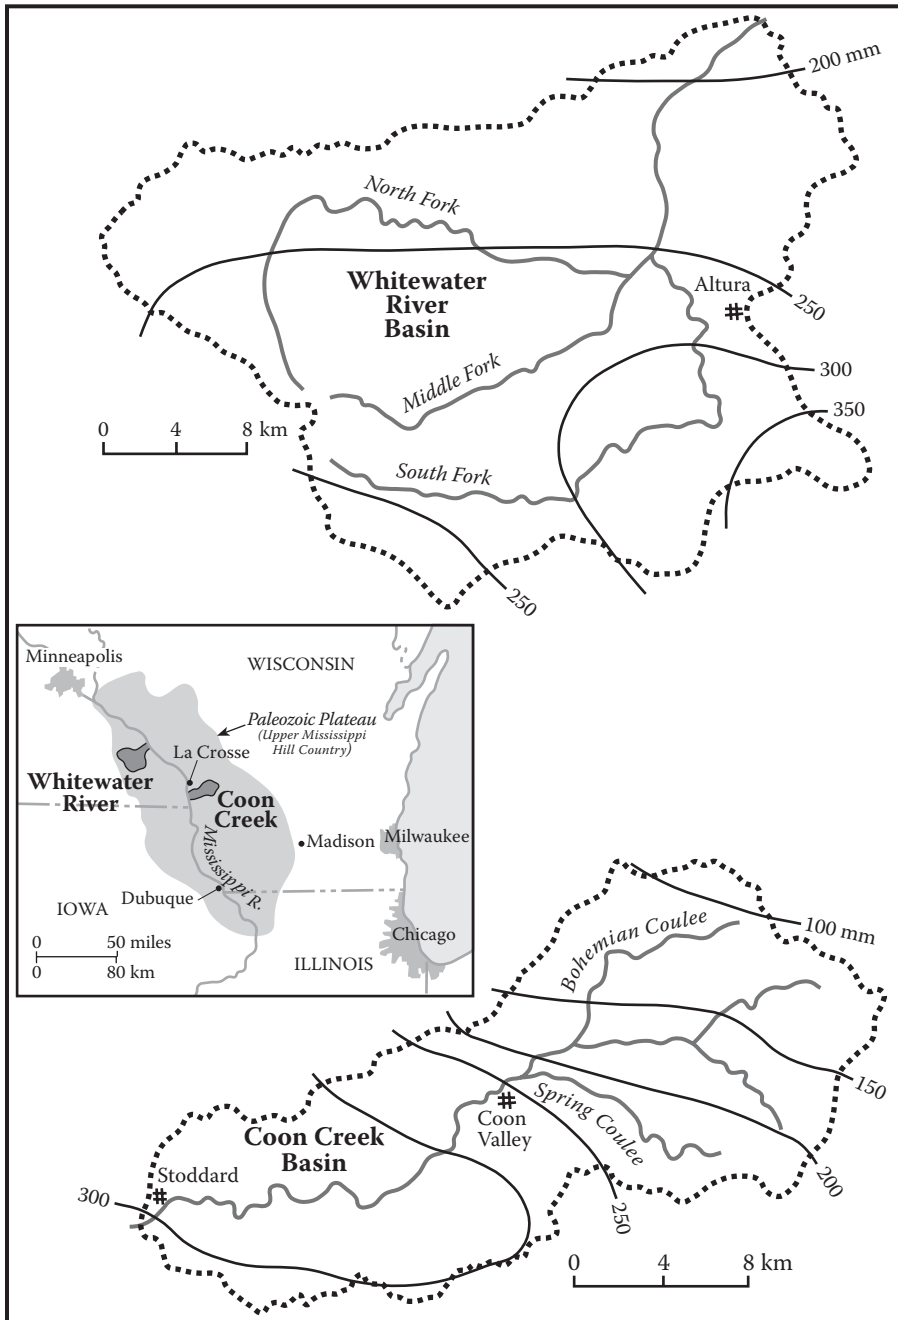 200 mm
North Fork
Whitewater
River
Basin
Altura
250
300
350
Middle Fork
0 4 8 km
South Fork
250
Minneapolis
WISCONSIN
Paleozoic Plateau
(Upper Mississippi
Hill Country)
La Crosse
Whitewater
River
Coon
Creek
Madison
Milwaukee
Mississippi R.
Dubuque
IOWA
Chicago
0 50 miles
0 80 km
ILLINOIS
Bohemian Coulee
100 mm
150
Spring Coulee
Coon
Valley
Coon Creek
Basin
Stoddard
300
200
250
0 4 8 km